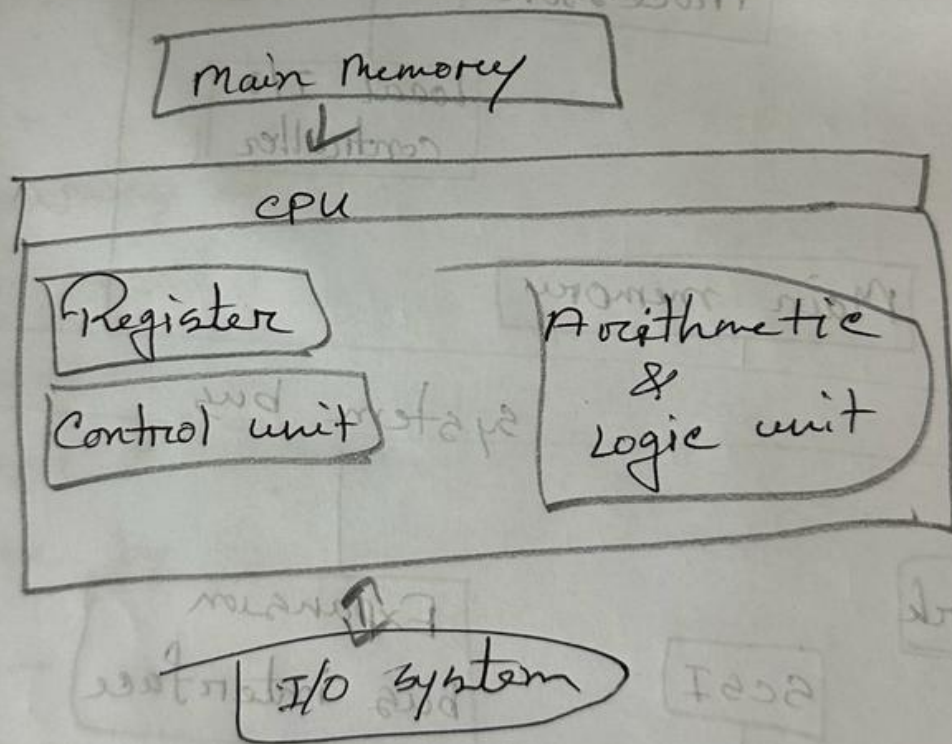 Main Memory
CPU
Register
Control unit
Arithmetic
&
Logic unit
I/O system